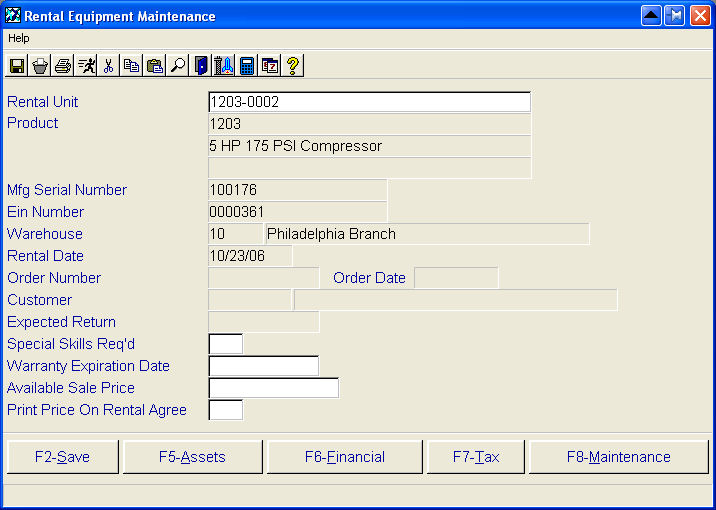 Rental Equipment Maintenance
Help
Rental Unit 1203-0002
Product 1203
5 HP 175 PSI Compressor
Mfg Serial Number 100176
Ein Number 0000361
Warehouse 10 Philadelphia Branch
Rental Date 10/23/06
Order Number Order Date
Customer
Expected Return
Special Skills Req'd
Warranty Expiration Date
Available Sale Price
Print Price On Rental Agree
F2-Save F5-Assets F6-Financial F7-Tax F8-Maintenance